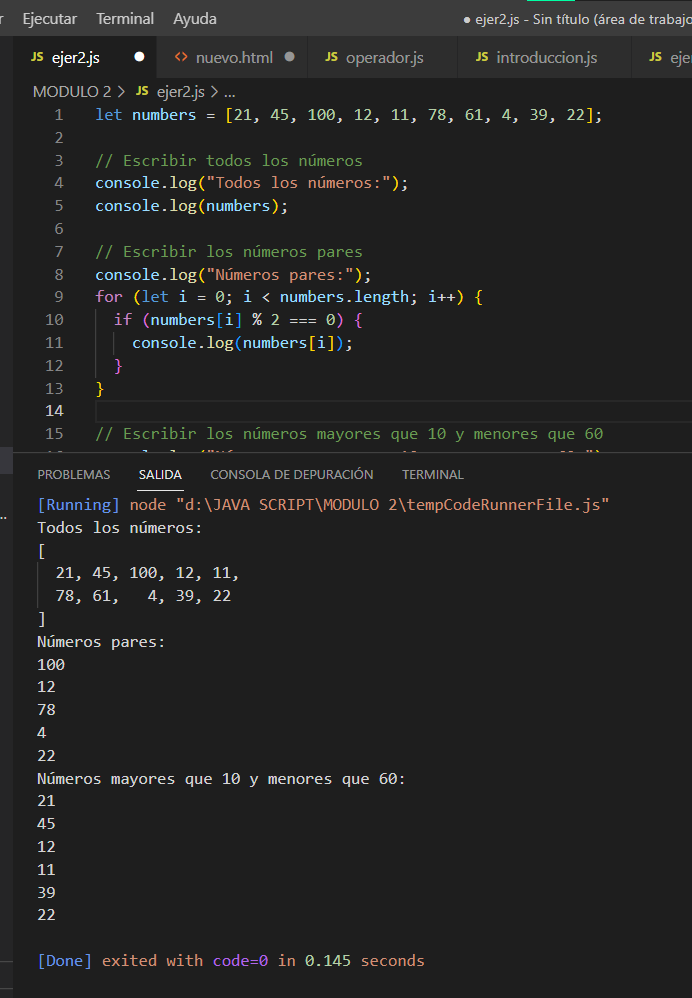 Ejecutar Terminal Ayuda ● ejer2.js - Sin título (área de trabajo
JS ejer2.js ● <> nuevo.html ● JS operador.js JS introduccion.js JS ejer
MODULO 2 > JS ejer2.js > ...
1 let numbers = [21, 45, 100, 12, 11, 78, 61, 4, 39, 22];
2
3 // Escribir todos los números
4 console.log("Todos los números:");
5 console.log(numbers);
6
7 // Escribir los números pares
8 console.log("Números pares:");
9 for (let i = 0; i < numbers.length; i++) {
10 if (numbers[i] % 2 === 0) {
11 console.log(numbers[i]);
12 }
13 }
14
15 // Escribir los números mayores que 10 y menores que 60
PROBLEMAS SALIDA CONSOLA DE DEPURACIÓN TERMINAL
[Running] node "d:\JAVA SCRIPT\MODULO 2\tempCodeRunnerFile.js"
Todos los números:
[
21, 45, 100, 12, 11,
78, 61, 4, 39, 22
]
Números pares:
100
12
78
4
22
Números mayores que 10 y menores que 60:
21
45
12
11
39
22
[Done] exited with code=0 in 0.145 seconds